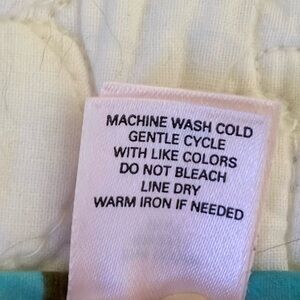 MACHINE WASH COLD
GENTLE CYCLE
WITH LIKE COLORS
DO NOT BLEACH
LINE DRY
WARM IRON IF NEEDED